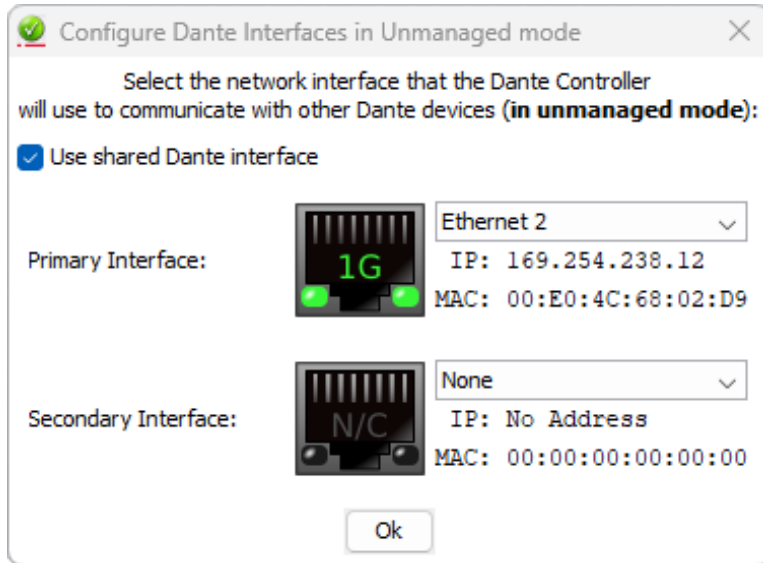 Configure Dante Interfaces in Unmanaged mode
Select the network interface that the Dante Controller
will use to communicate with other Dante devices (in unmanaged mode):
Use shared Dante interface
Ethernet 2
Primary Interface:
1G
IP: 169.254.238.12
MAC: 00:E0:4C:68:02:D9
None
Secondary Interface:
N/C
IP: No Address
MAC: 00:00:00:00:00:00
Ok